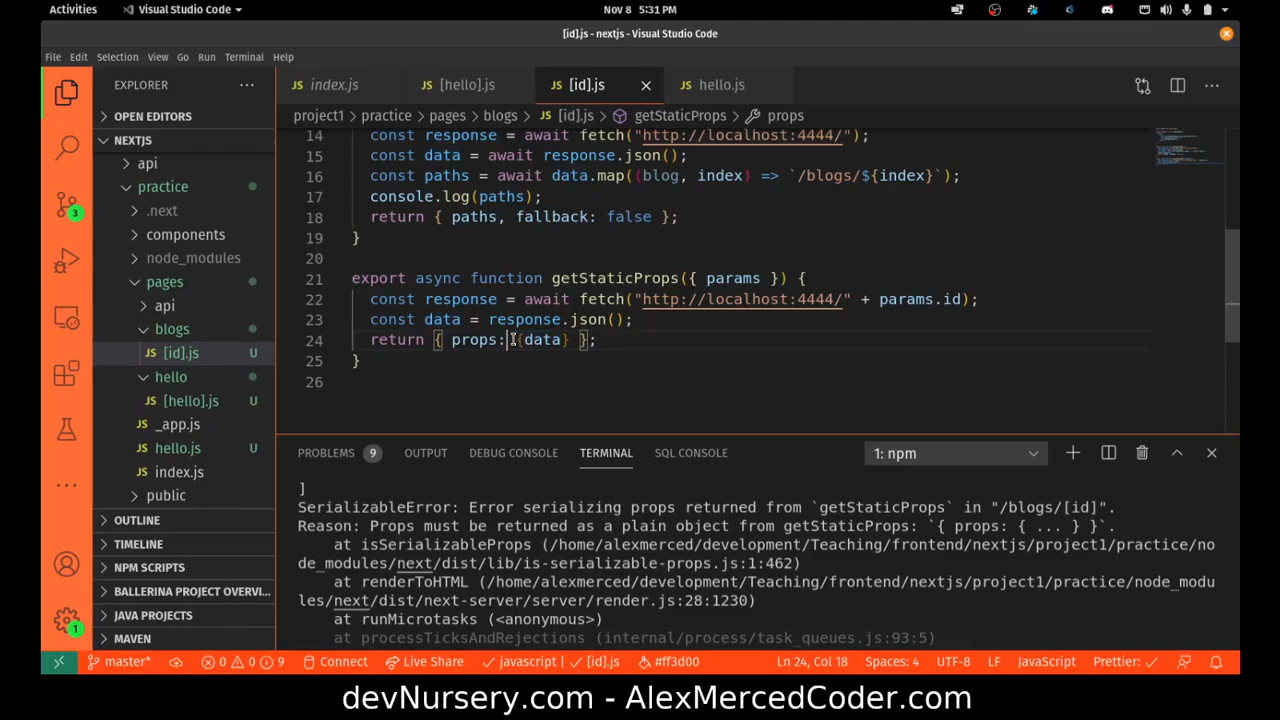 Activities
Visual Studio Code
Nov 8 5:31 PM
[id].js - nextjs - Visual Studio Code
File Edit Selection View Go Run Terminal Help
EXPLORER
OPEN EDITORS
NEXTJS
api
practice
.next
components
node_modules
pages
api
blogs
[id].js U
hello
[hello].js U
_app.js
hello.js U
index.js
public
OUTLINE
TIMELINE
NPM SCRIPTS
BALLERINA PROJECT OVERVI...
JAVA PROJECTS
MAVEN
3
1
index.js [hello].js [id].js hello.js
project1 > practice > pages > blogs > [id].js > getStaticProps > props
14 const response = await fetch("http://localhost:4444/");
15 const data = await response.json();
16 const paths = await data.map((blog, index) => `/blogs/${index}`);
17 console.log(paths);
18 return { paths, fallback: false };
19 }
20
21 export async function getStaticProps({ params }) {
22 const response = await fetch("http://localhost:4444/" + params.id);
23 const data = response.json();
24 return { props: {data} };
25 }
26
PROBLEMS 9 OUTPUT DEBUG CONSOLE TERMINAL SQL CONSOLE 1: npm
]
SerializableError: Error serializing props returned from `getStaticProps` in "/blogs/[id]".
Reason: Props must be returned as a plain object from getStaticProps: `{ props: { ... } }`.
at isSerializableProps (/home/alexmerced/development/Teaching/frontend/nextjs/project1/practice/no
de_modules/next/dist/lib/is-serializable-props.js:1:462)
at renderToHTML (/home/alexmerced/development/Teaching/frontend/nextjs/project1/practice/node_modu
les/next/dist/next-server/server/render.js:28:1230)
at runMicrotasks (<anonymous>)
at processTicksAndRejections (internal/process/task_queues.js:93:5)
master* 0 0 9 Connect Live Share javascript | [id].js #ff3d00 Ln 24, Col 18 Spaces: 4 UTF-8 LF JavaScript Prettier:
devNursery.com - AlexMercedCoder.com